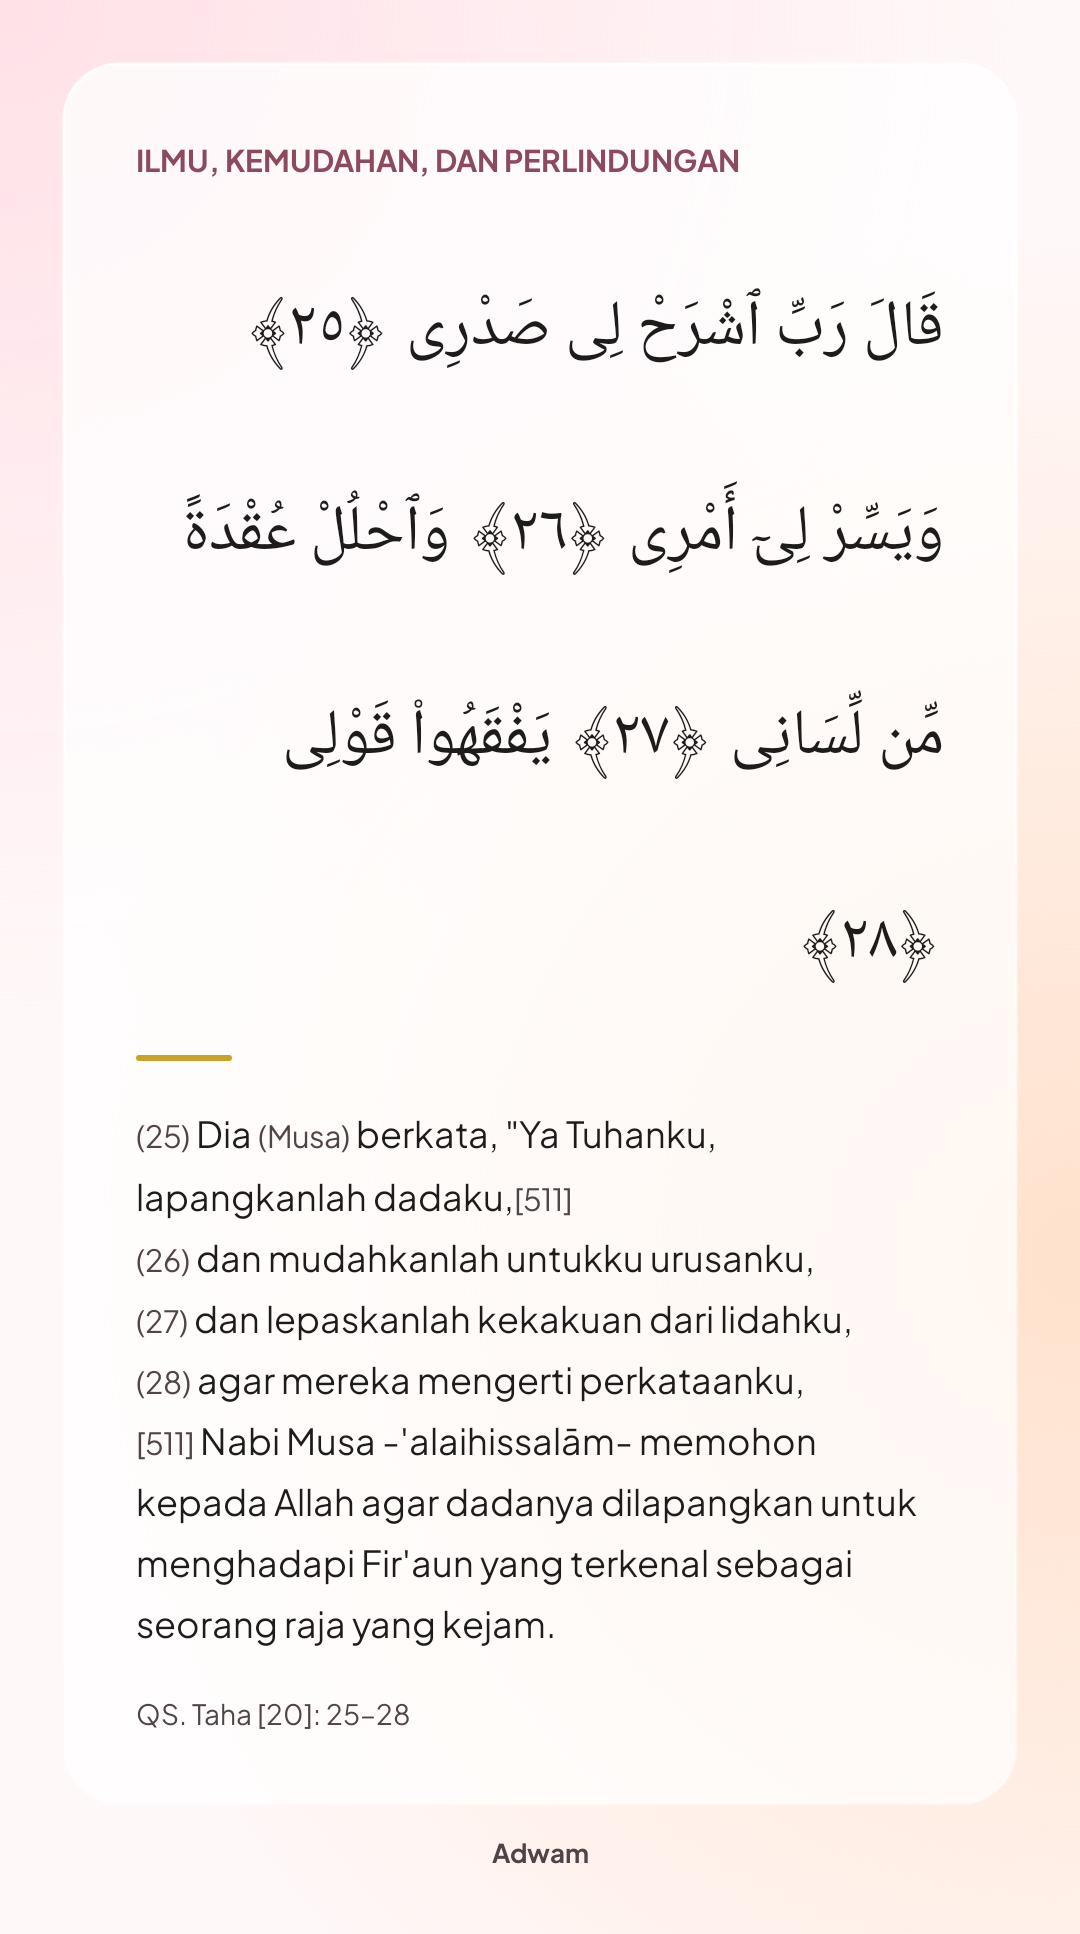 ILMU, KEMUDAHAN, DAN PERLINDUNGAN
قَالَ رَبِّ ٱشْرَحْ لِى صَدْرِى ﴿٢٥﴾
وَيَسِّرْ لِىٓ أَمْرِى ﴿٢٦﴾ وَٱحْلُلْ عُقْدَةً
مِّن لِّسَانِى ﴿٢٧﴾ يَفْقَهُوا۟ قَوْلِى
﴿٢٨﴾
(25) Dia (Musa) berkata, "Ya Tuhanku,
lapangkanlah dadaku,[511]
(26) dan mudahkanlah untukku urusanku,
(27) dan lepaskanlah kekakuan dari lidahku,
(28) agar mereka mengerti perkataanku,
[511] Nabi Musa -'alaihissalām- memohon
kepada Allah agar dadanya dilapangkan untuk
menghadapi Fir'aun yang terkenal sebagai
seorang raja yang kejam.
QS. Taha [20]: 25–28
Adwam